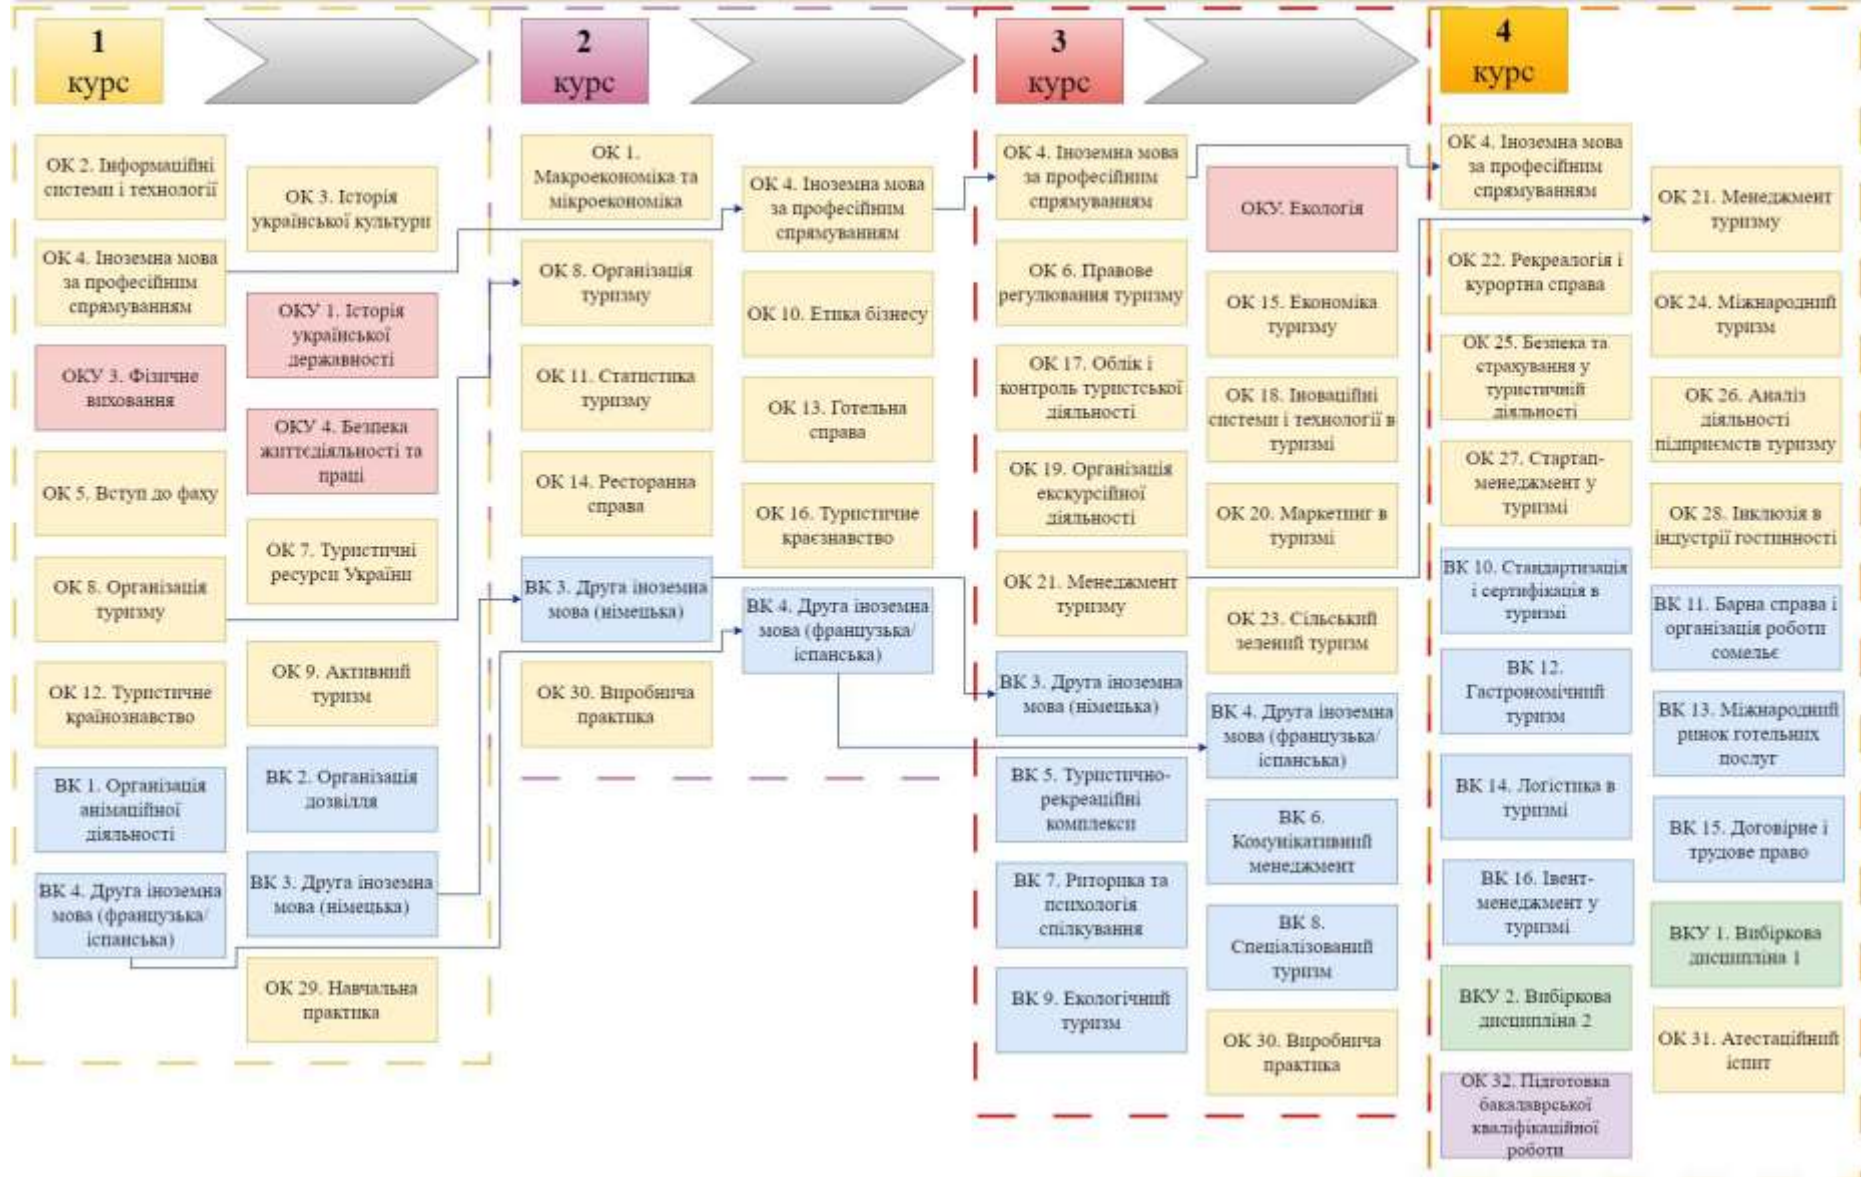 1
курс
2
курс
3
курс
4
курс
ОК 2. Інформаційні
системи і технології
ОК 4. Іноземна мова
за професійним
спрямуванням
ОКУ 3. Фізичне
виховання
ОК 5. Вступ до фаху
ОК 8. Організація
туризму
ОК 12. Туристичне
країнознавство
ВК 1. Організація
анімаційної
діяльності
ВК 4. Друга іноземна
мова (французька/
іспанська)
ОК 3. Історія
української культури
ОКУ 1. Історія
української
державності
ОКУ 4. Безпека
життєдіяльності та
праці
ОК 7. Туристичні
ресурси України
ОК 9. Активний
туризм
ВК 2. Організація
дозвілля
ВК 3. Друга іноземна
мова (німецька)
ОК 29. Навчальна
практика
ОК 1.
Макроекономіка та
мікроекономіка
ОК 8. Організація
туризму
ОК 11. Статистика
туризму
ОК 14. Ресторанна
справа
ВК 3. Друга іноземна
мова (німецька)
ОК 30. Виробнича
практика
ОК 4. Іноземна мова
за професійним
спрямуванням
ОК 10. Етика бізнесу
ОК 13. Готельна
справа
ОК 16. Туристичне
краєзнавство
ВК 4. Друга іноземна
мова (французька/
іспанська)
ОК 4. Іноземна мова
за професійним
спрямуванням
ОК 6. Правове
регулювання туризму
ОК 17. Облік і
контроль туристської
діяльності
ОК 19. Організація
екскурсійної
діяльності
ОК 21. Менеджмент
туризму
ВК 3. Друга іноземна
мова (німецька)
ВК 5. Туристично-
рекреаційні
комплекси
ВК 7. Риторика та
психологія
спілкування
ВК 9. Екологічний
туризм
ОКУ. Екологія
ОК 15. Економіка
туризму
ОК 18. Іноваційні
системи і технології в
туризмі
ОК 20. Маркетинг в
туризмі
ОК 23. Сільський
зелений туризм
ВК 4. Друга іноземна
мова (французька/
іспанська)
ВК 6.
Комунікативний
менеджмент
ВК 8.
Спеціалізований
туризм
ОК 30. Виробнича
практика
ОК 4. Іноземна мова
за професійним
спрямуванням
ОК 22. Рекреалогія і
курортна справа
ОК 25. Безпека та
страхування у
туристичній
діяльності
ОК 27. Стартап-
менеджмент у
туризмі
ВК 10. Стандартизація
і сертифікація в
туризмі
ВК 12.
Гастрономічний
туризм
ВК 14. Логістика в
туризмі
ВК 16. Івент-
менеджмент у
туризмі
ВКУ 2. Вибіркова
дисципліна 2
ОК 32. Підготовка
бакалаврської
кваліфікаційної
роботи
ОК 21. Менеджмент
туризму
ОК 24. Міжнародний
туризм
ОК 26. Аналіз
діяльності
підприємств туризму
ОК 28. Інклюзія в
індустрії гостинності
ВК 11. Барна справа і
організація роботи
сомельє
ВК 13. Міжнародний
ринок готельних
послуг
ВК 15. Договірне і
трудове право
ВКУ 1. Вибіркова
дисципліна 1
ОК 31. Атестаційний
іспит